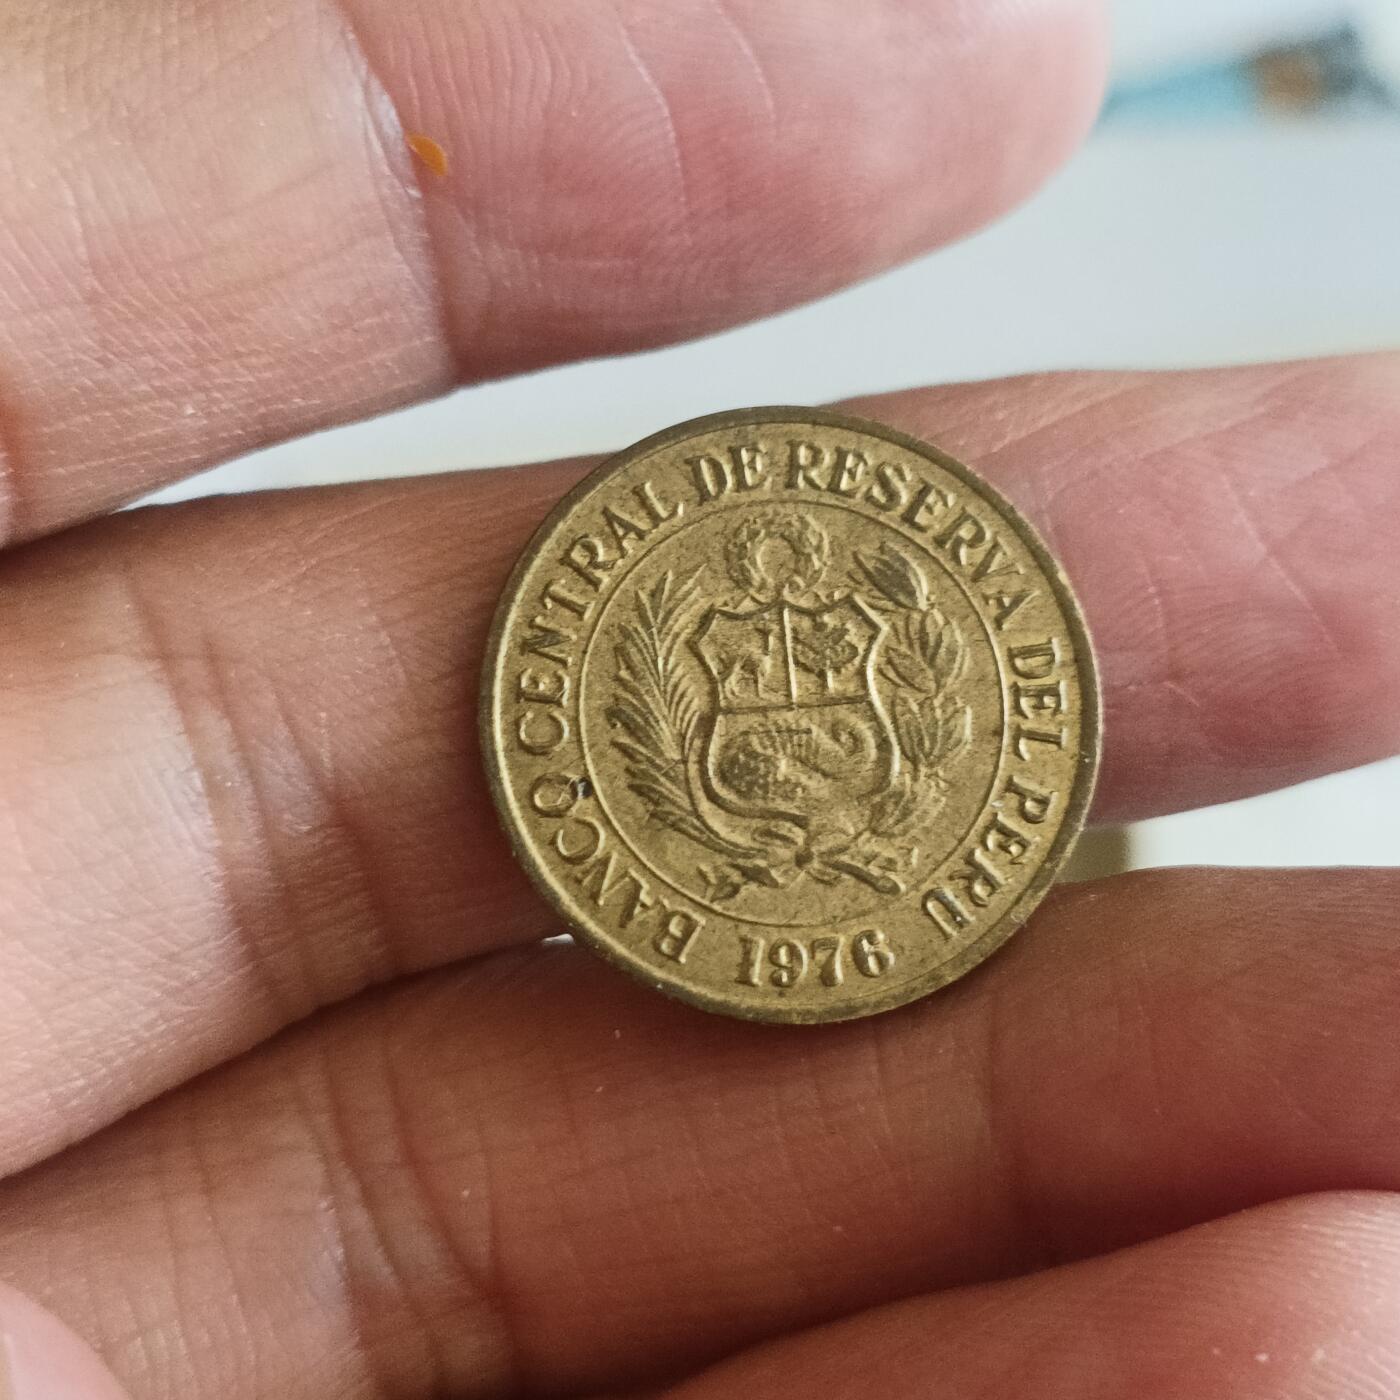 BANCO CENTRAL DE RESERVA DEL PERU
1976